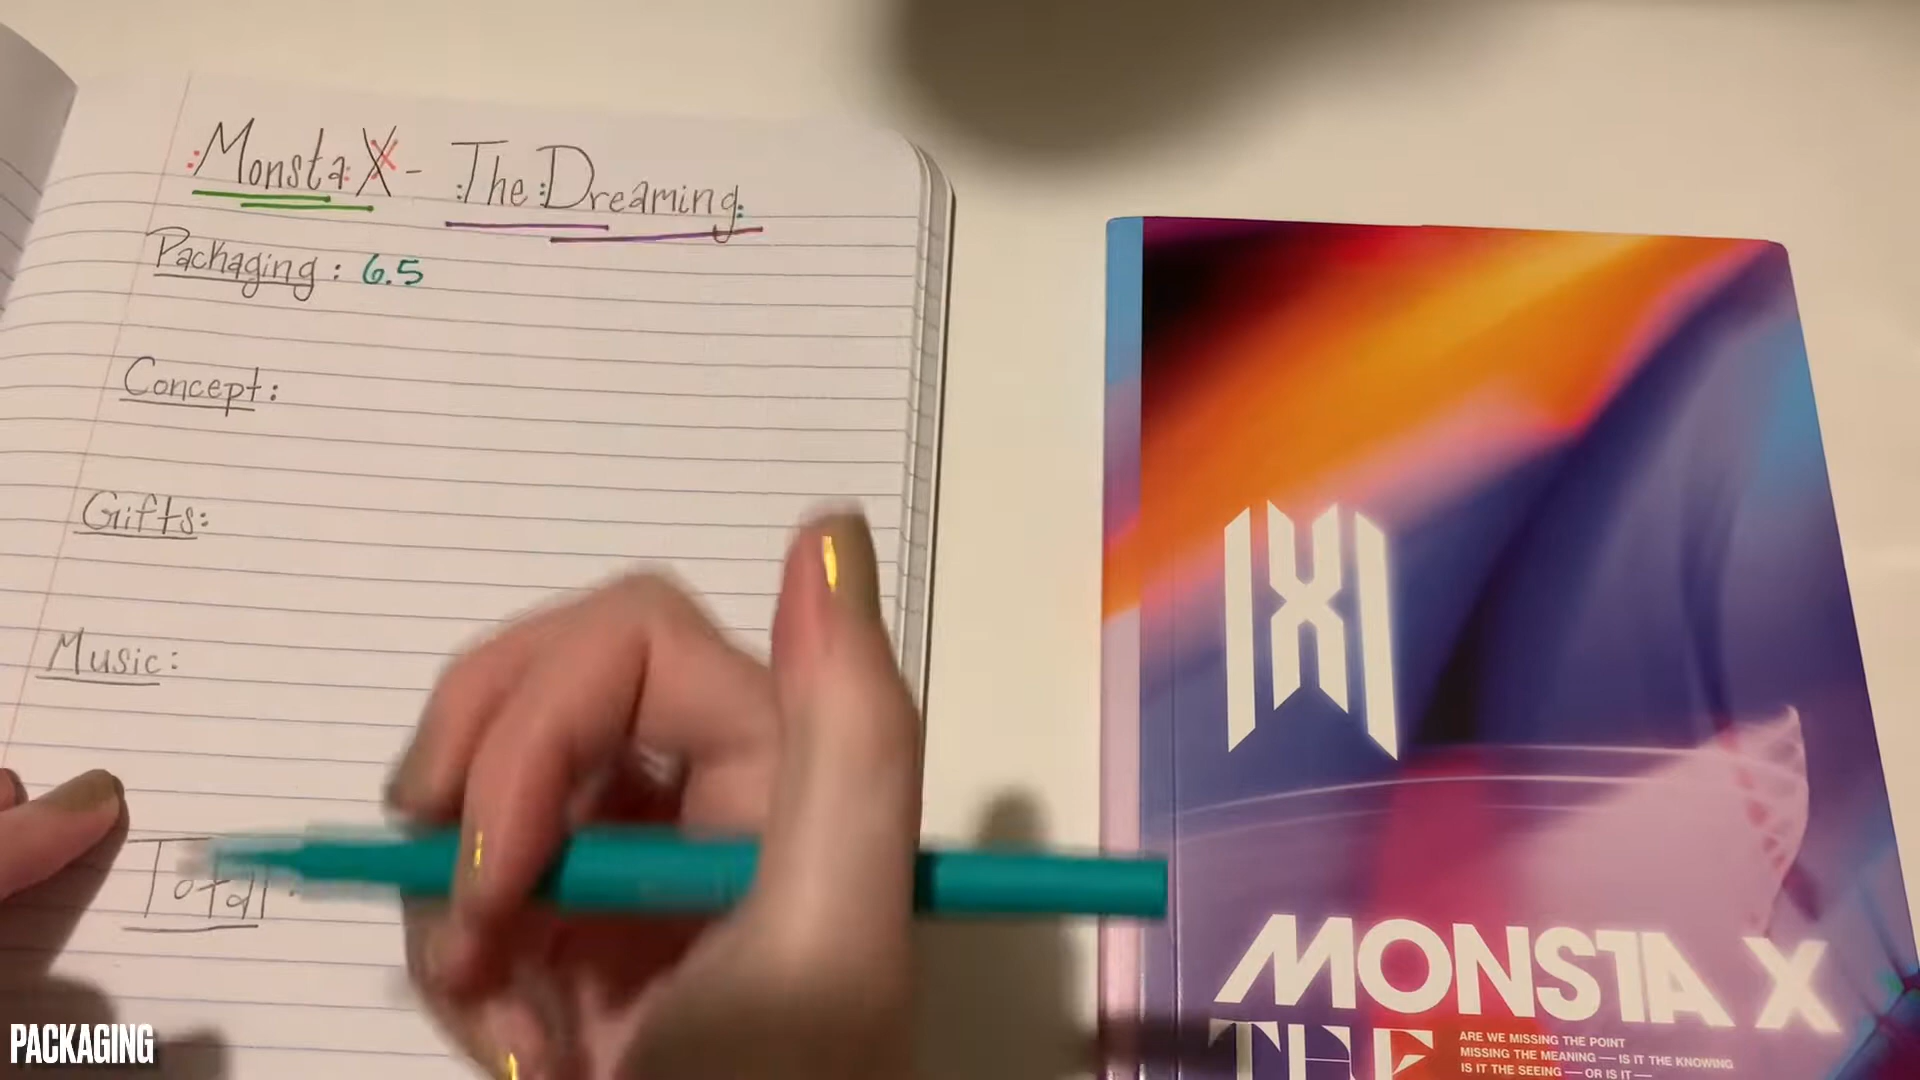 Monsta X - The Dreaming
Packaging: 6.5
Concept:
Gifts:
Music:
Total:
MONSTA X
THE
ARE WE MISSING THE POINT
MISSING THE MEANING — IS IT THE KNOWING
IS IT THE SEEING — OR IS IT —
PACKAGING